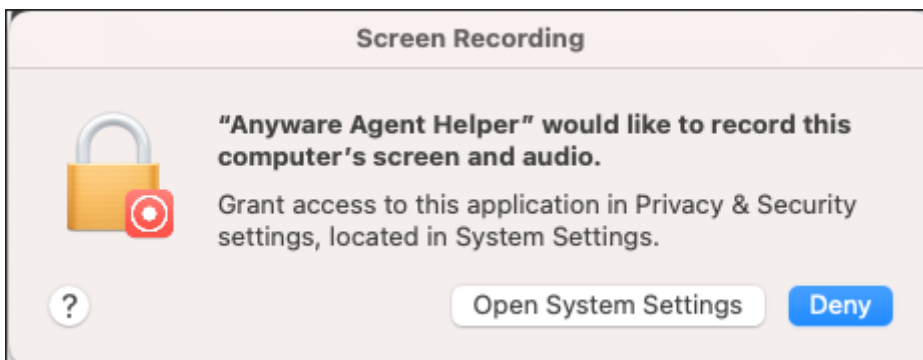 Screen Recording
“Anyware Agent Helper” would like to record this
computer’s screen and audio.
Grant access to this application in Privacy & Security
settings, located in System Settings.
?
Open System Settings
Deny